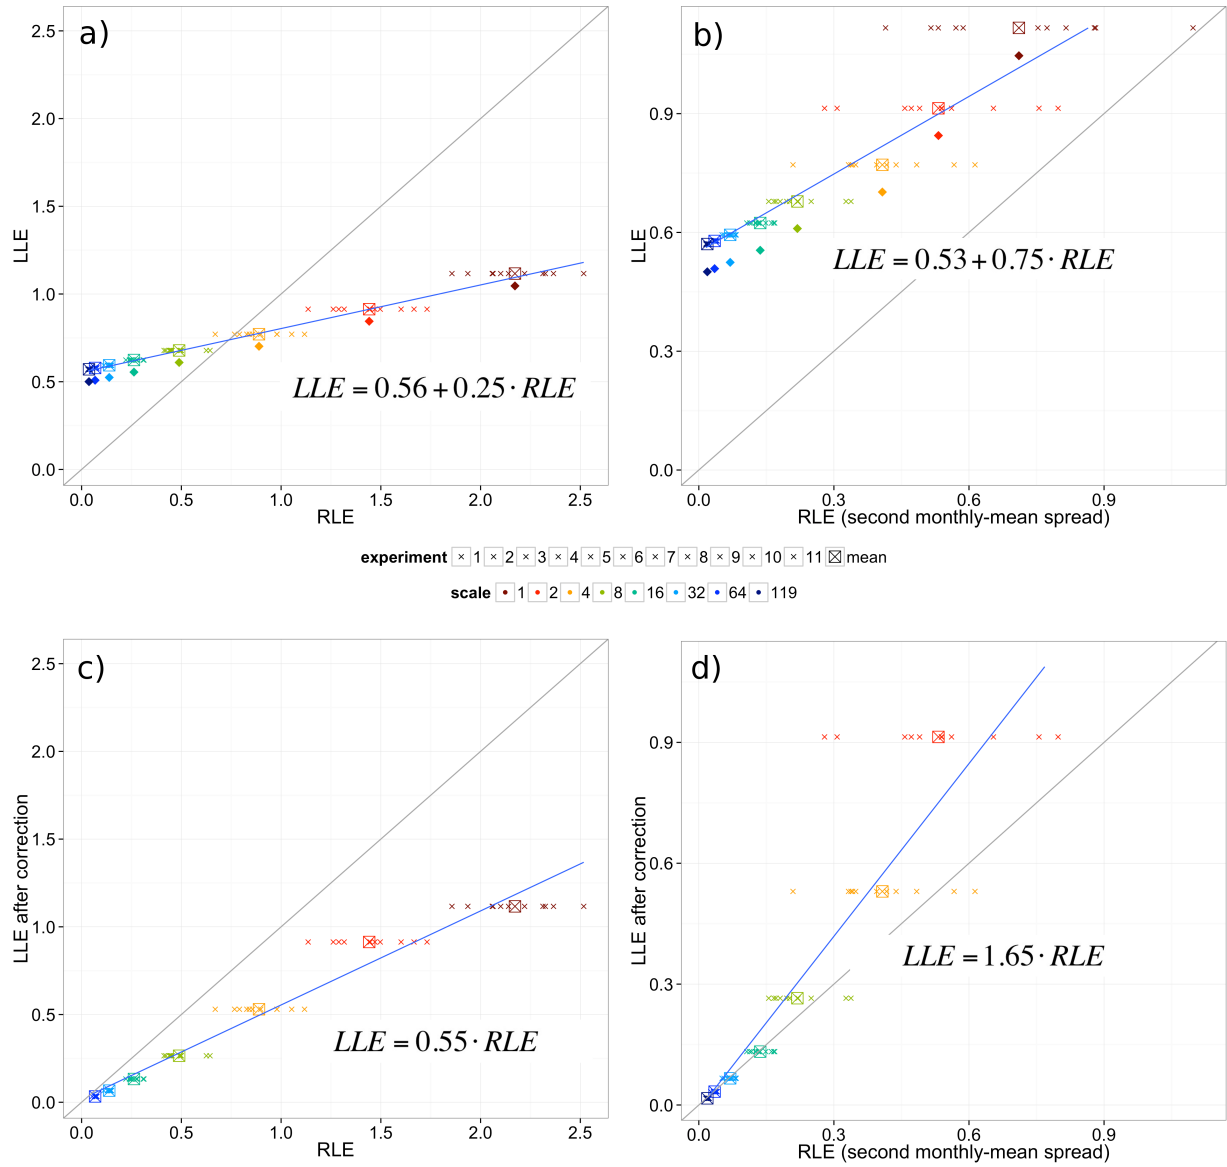 a)
2.5
2.0
1.5
1.0
0.5
0.0
LLE
LLE = 0.56 + 0.25 · RLE
0.0 0.5 1.0 1.5 2.0 2.5
RLE
b)
0.9
0.6
0.3
0.0
LLE
LLE = 0.53 + 0.75 · RLE
0.0 0.3 0.6 0.9
RLE (second monthly-mean spread)
experiment 1 2 3 4 5 6 7 8 9 10 11 mean
scale 1 2 4 8 16 32 64 119
c)
2.5
2.0
1.5
1.0
0.5
0.0
LLE after correction
LLE = 0.55 · RLE
0.0 0.5 1.0 1.5 2.0 2.5
RLE
d)
0.9
0.6
0.3
0.0
LLE after correction
LLE = 1.65 · RLE
0.0 0.3 0.6 0.9
RLE (second monthly-mean spread)